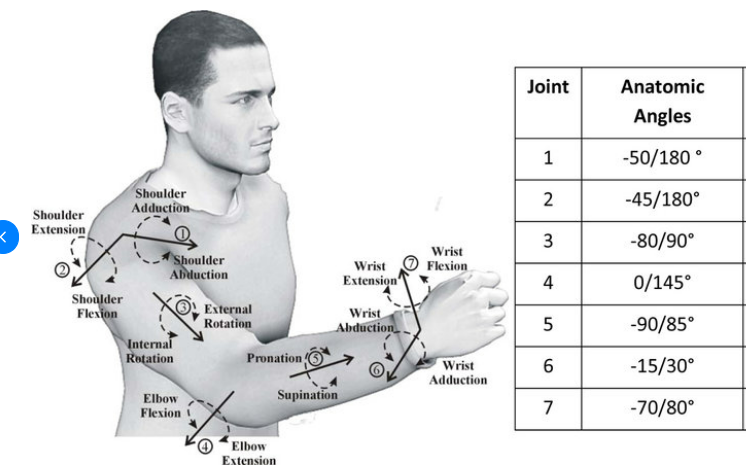 Shoulder
Adduction
①
Shoulder
Abduction
Shoulder
Extension
②
Shoulder
Flexion
③
External
Rotation
Internal
Rotation
Pronation
⑤
Supination
Elbow
Flexion
④
Elbow
Extension
Wrist
Extension
⑦
Wrist
Flexion
Wrist
Abduction
⑥
Wrist
Adduction
Joint Anatomic
Angles
1 -50/180 °
2 -45/180°
3 -80/90°
4 0/145°
5 -90/85°
6 -15/30°
7 -70/80°